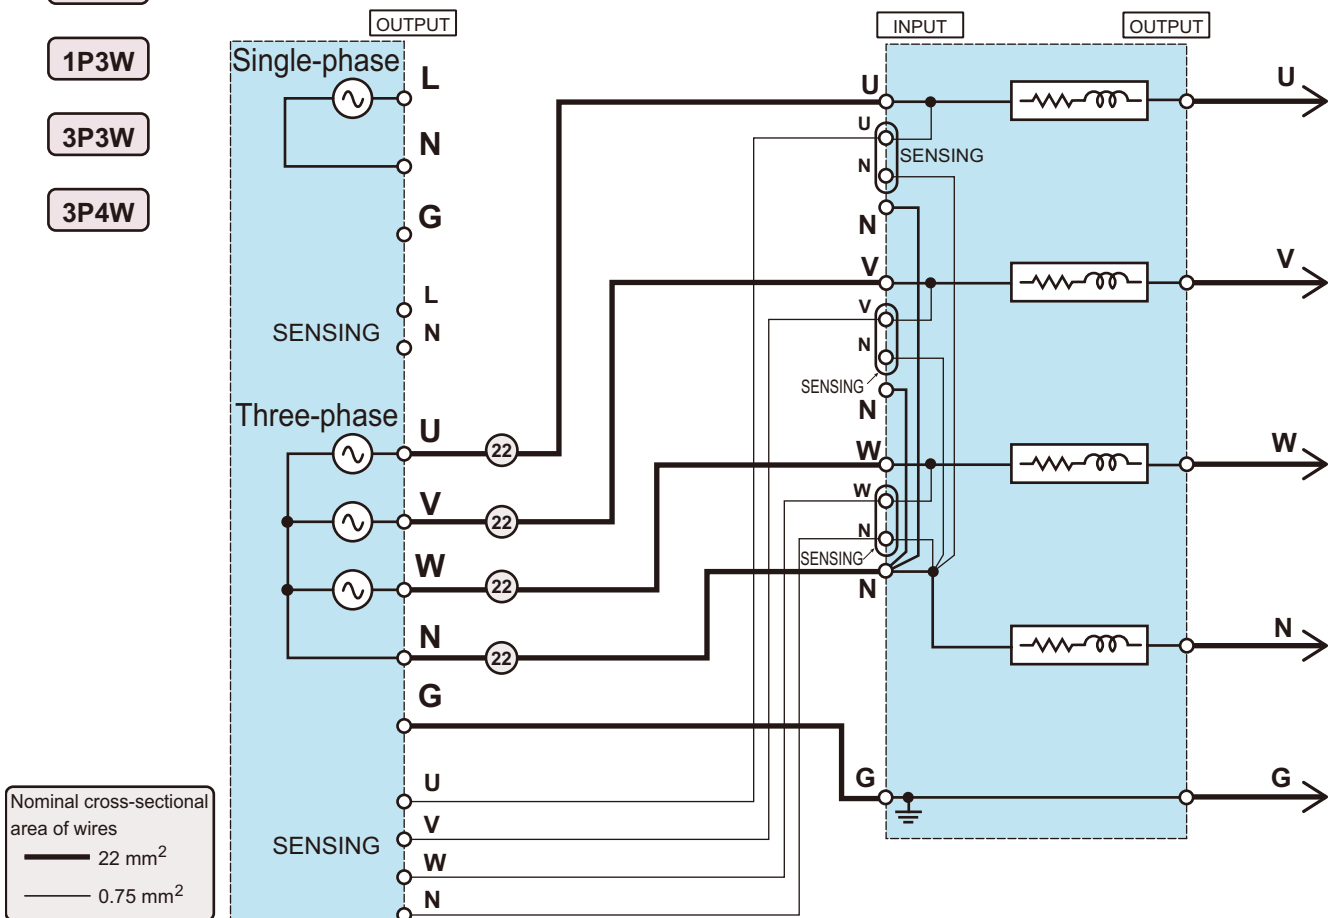 OUTPUT
INPUT
OUTPUT
1P3W
3P3W
3P4W
Single-phase
L
N
G
L
SENSING
N
Three-phase
U
22
V
22
W
22
N
22
G
U
V
SENSING
W
N
U
U
SENSING
N
N
V
V
N
SENSING
N
W
W
N
SENSING
N
G
U
V
W
N
G
Nominal cross-sectional
area of wires
22 mm²
0.75 mm²